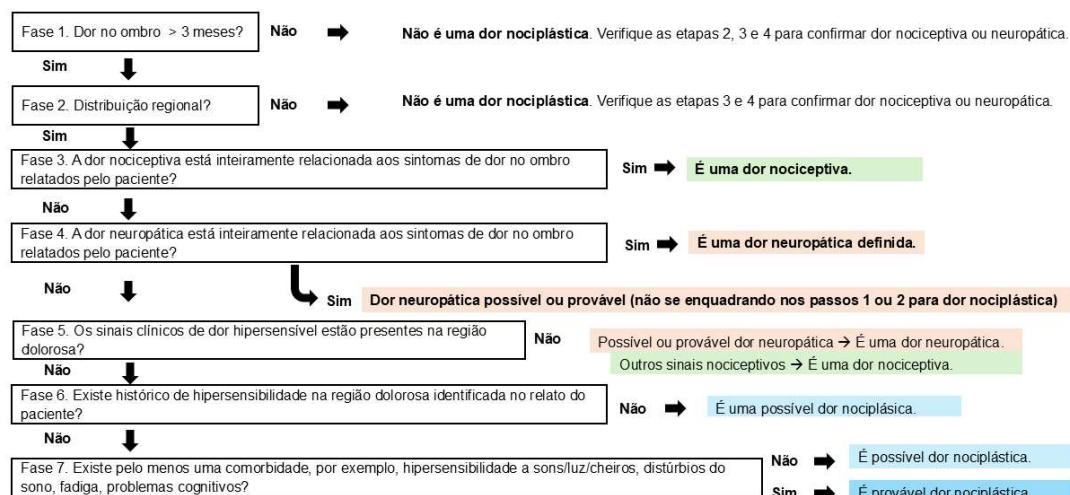 Fase 1. Dor no ombro > 3 meses?
Não
Não é uma dor nociplástica. Verifique as etapas 2, 3 e 4 para confirmar dor nociceptiva ou neuropática.
Sim
Fase 2. Distribuição regional?
Não
Não é uma dor nociplástica. Verifique as etapas 3 e 4 para confirmar dor nociceptiva ou neuropática.
Sim
Fase 3. A dor nociceptiva está inteiramente relacionada aos sintomas de dor no ombro
relatados pelo paciente?
Sim
É uma dor nociceptiva.
Não
Fase 4. A dor neuropática está inteiramente relacionada aos sintomas de dor no ombro
relatados pelo paciente?
Sim
É uma dor neuropática definida.
Não
Sim
Dor neuropática possível ou provável (não se enquadrando nos passos 1 ou 2 para dor nociplástica)
Fase 5. Os sinais clínicos de dor hipersensível estão presentes na região
dolorosa?
Não
Possível ou provável dor neuropática → É uma dor neuropática.
Outros sinais nociceptivos → É uma dor nociceptiva.
Não
Fase 6. Existe histórico de hipersensibilidade na região dolorosa identificada no relato do
paciente?
Não
É uma possível dor nociplásica.
Não
Fase 7. Existe pelo menos uma comorbidade, por exemplo, hipersensibilidade a sons/luz/cheiros, distúrbios do
sono, fadiga, problemas cognitivos?
Não
É possível dor nociplástica.
Sim
É provável dor nociplástica